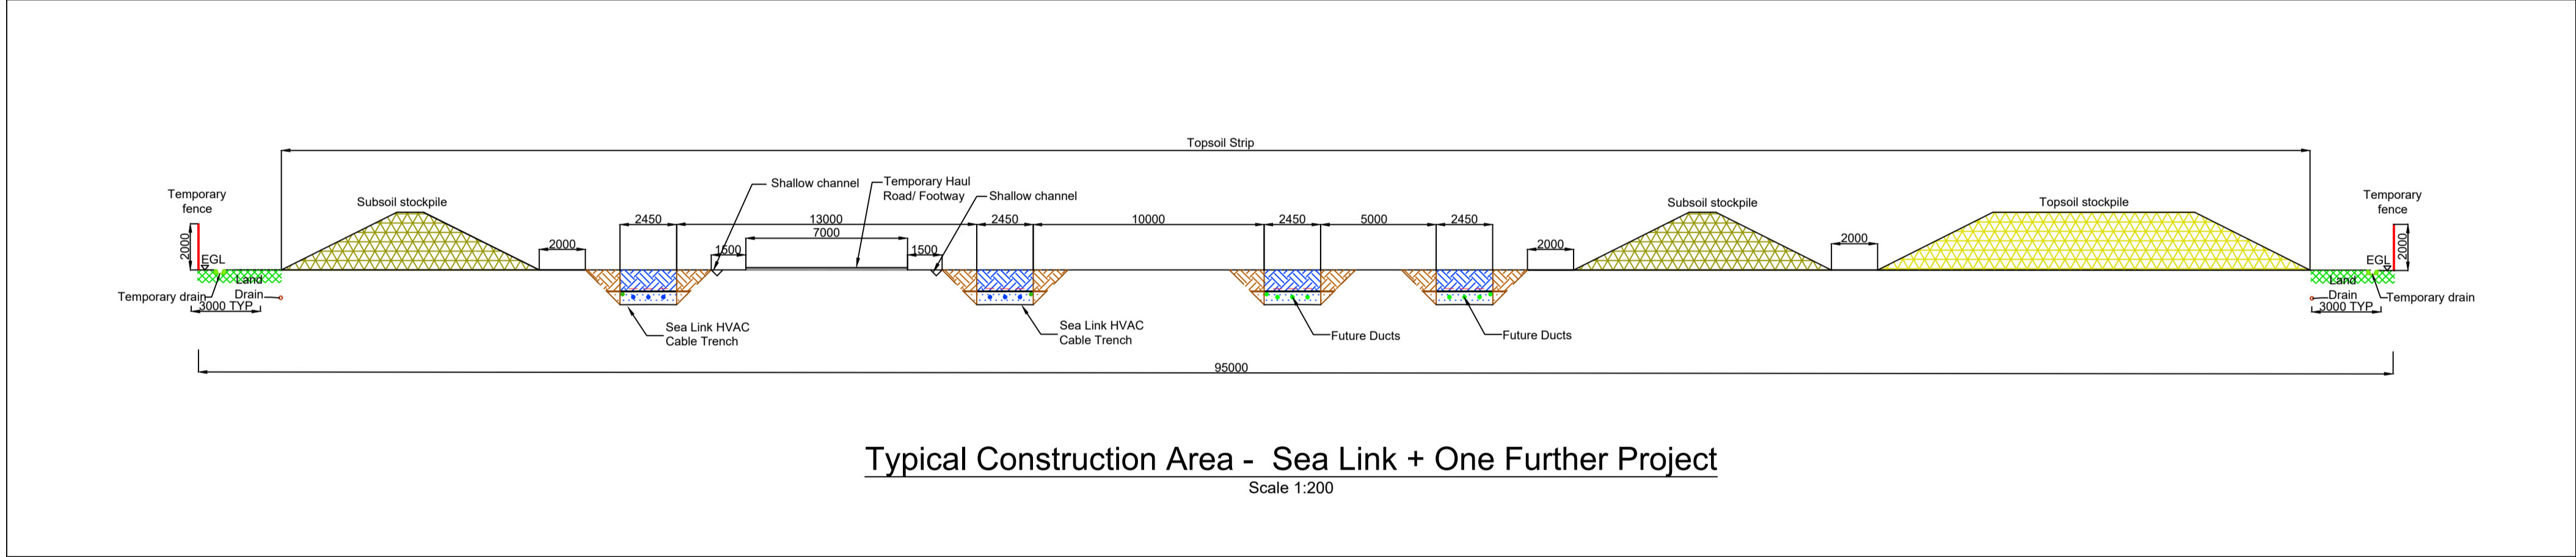 Topsoil Strip
Shallow channel
Temporary Haul
Road/ Footway
Shallow channel
Temporary
fence
Subsoil stockpile
Subsoil stockpile
Topsoil stockpile
Temporary
fence
2450
13000
2450
10000
2450
5000
2450
7000
2000
2000
1500
1500
2000
2000
2000
EGL
EGL
Land
Drain
Temporary drain
3000 TYP
Land
Drain
Temporary drain
3000 TYP
Sea Link HVAC
Cable Trench
Sea Link HVAC
Cable Trench
Future Ducts
Future Ducts
95000
Typical Construction Area - Sea Link + One Further Project
Scale 1:200